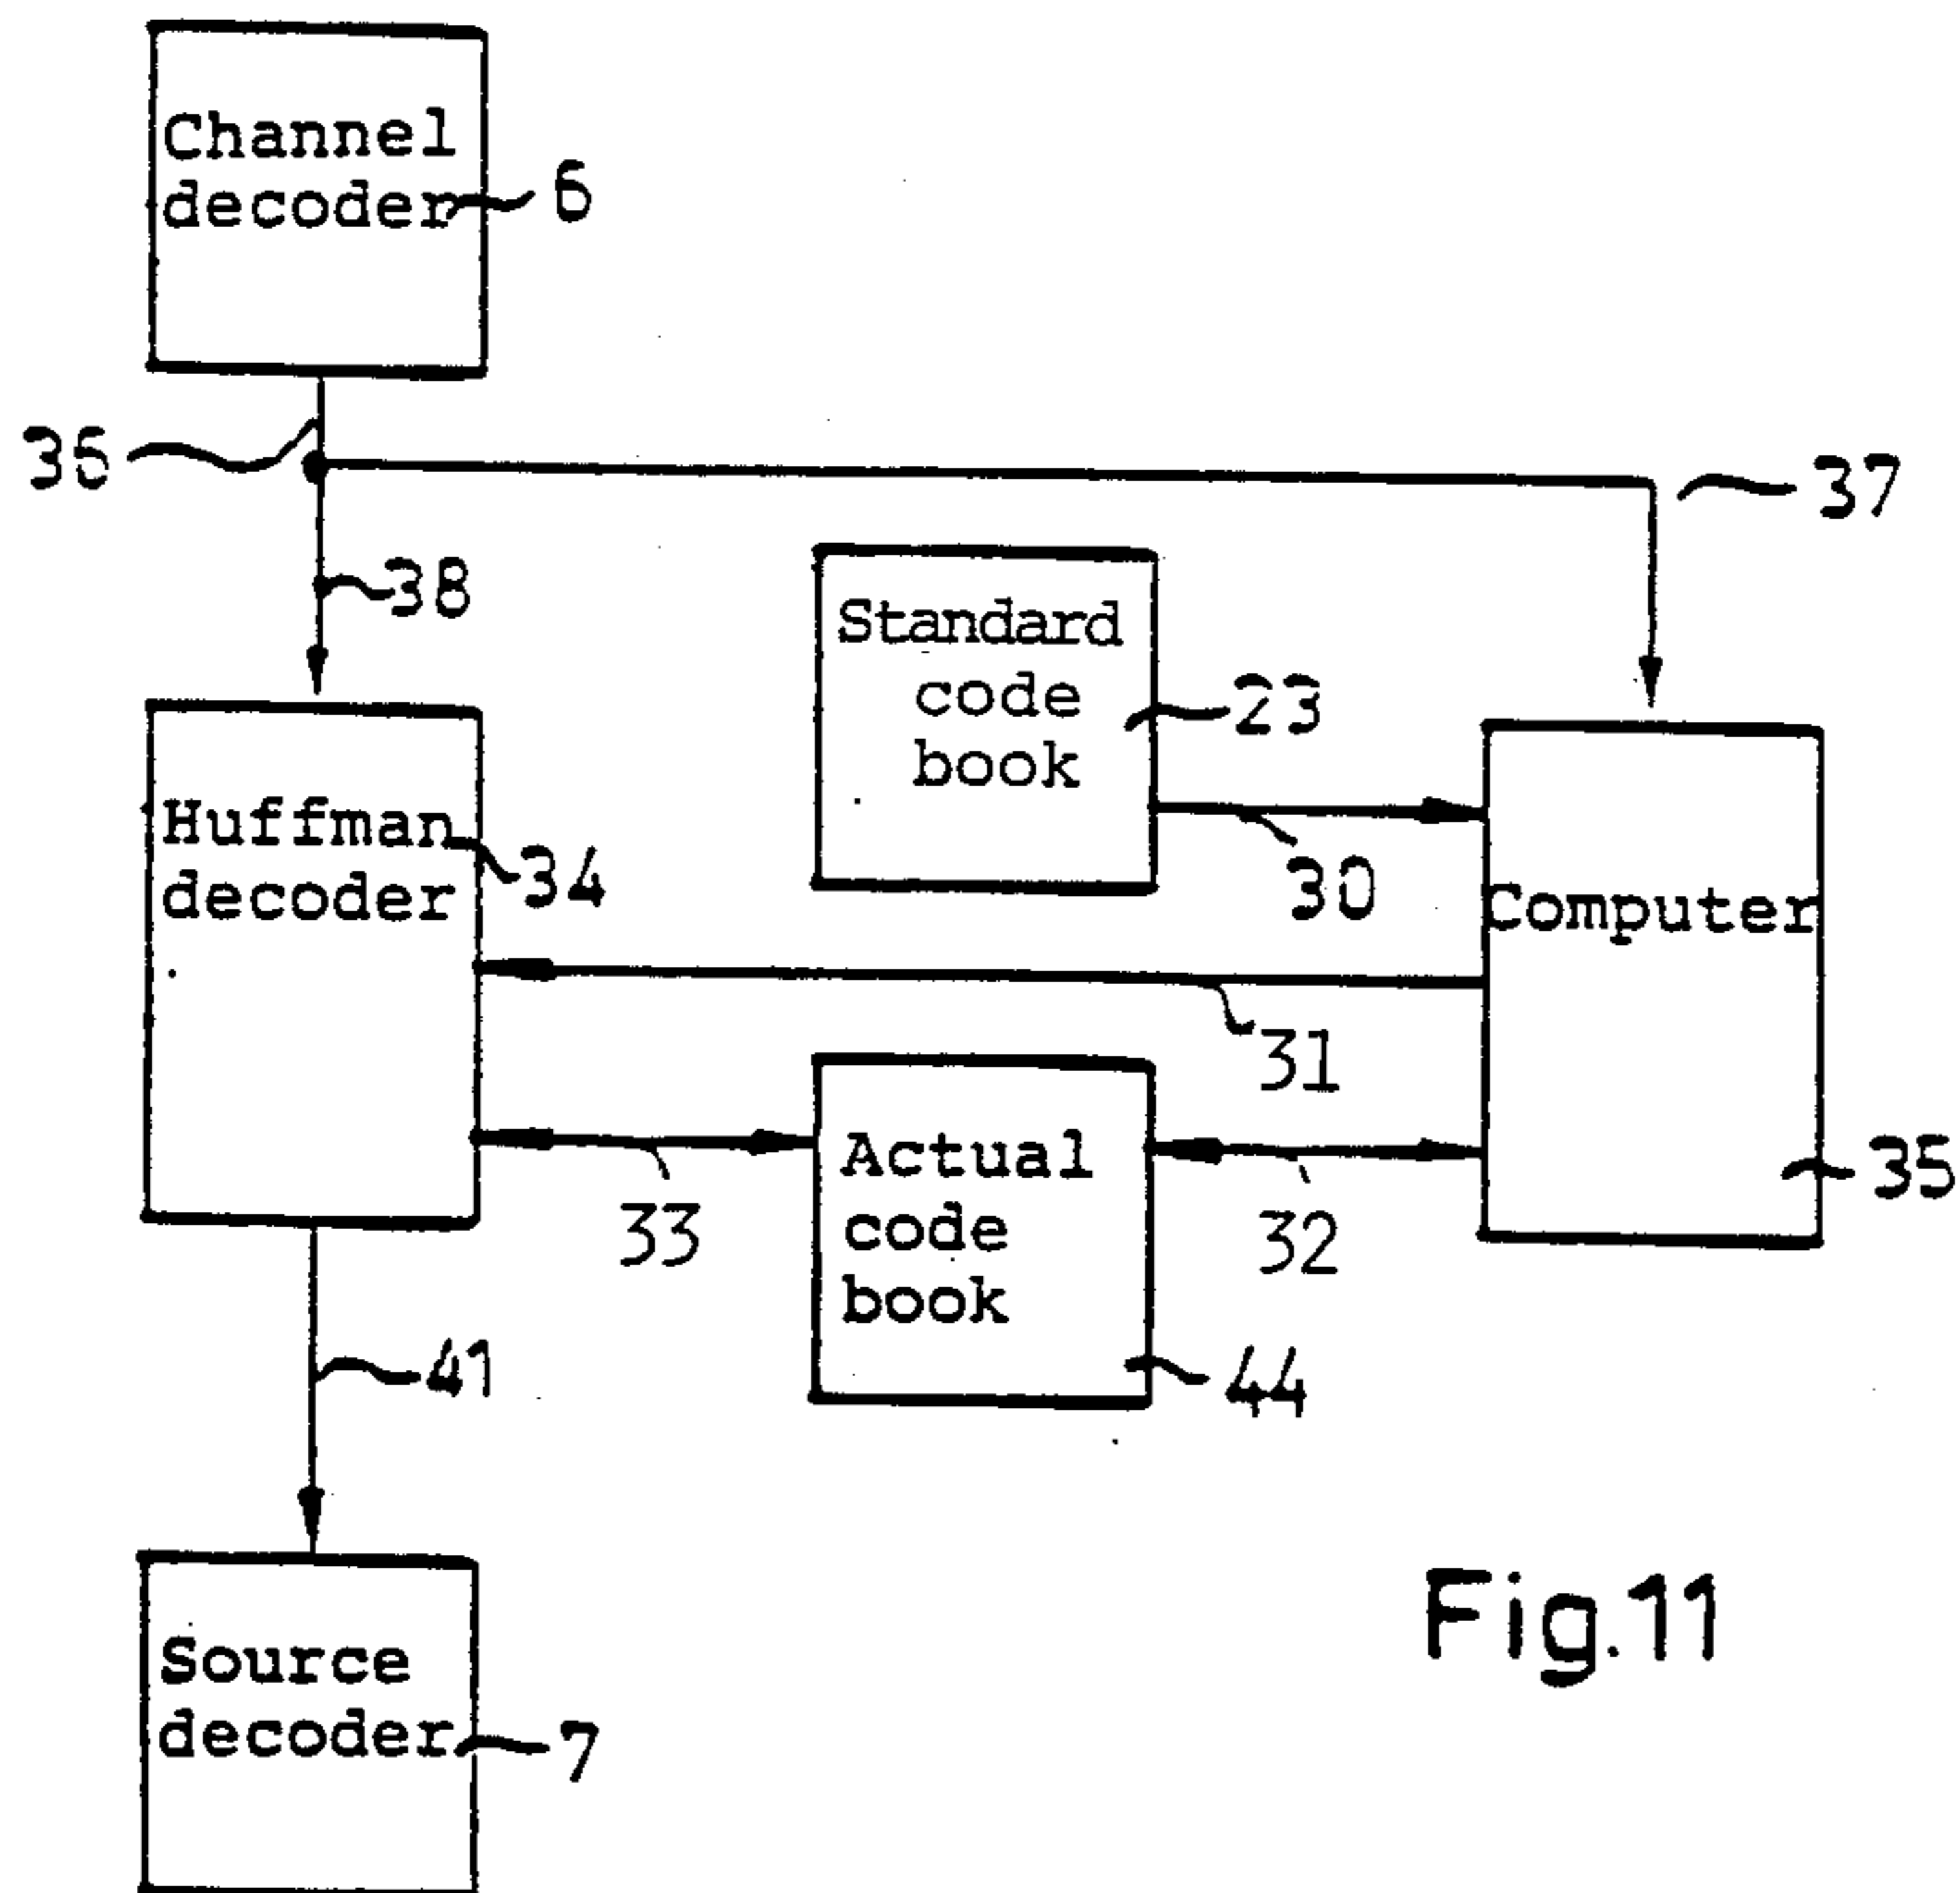 Channel
decoder
6
36
37
38
Standard
code
book
23
Huffman
decoder
34
30
Computer
31
Actual
code
book
33
32
35
44
41
Source
decoder
7
Fig.11